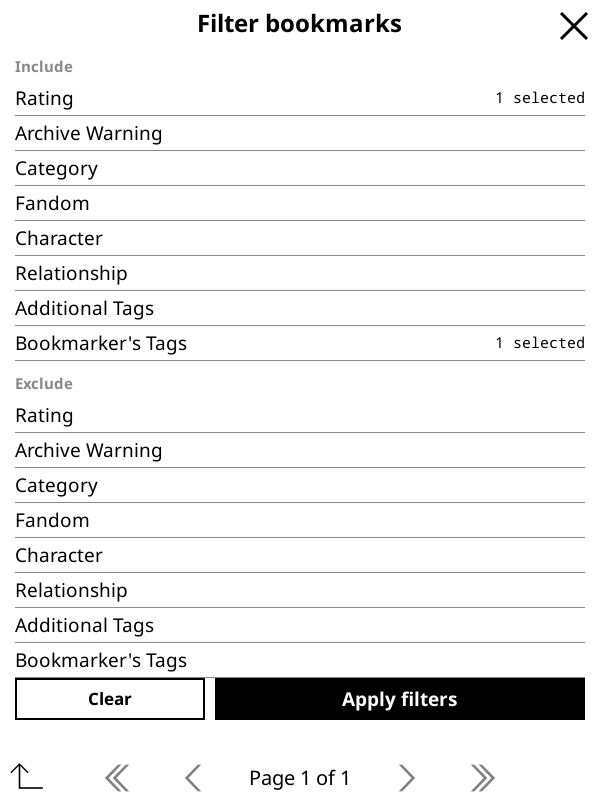 Filter bookmarks
Include
Rating 1 selected
Archive Warning
Category
Fandom
Character
Relationship
Additional Tags
Bookmarker's Tags 1 selected
Exclude
Rating
Archive Warning
Category
Fandom
Character
Relationship
Additional Tags
Bookmarker's Tags
Clear Apply filters
Page 1 of 1